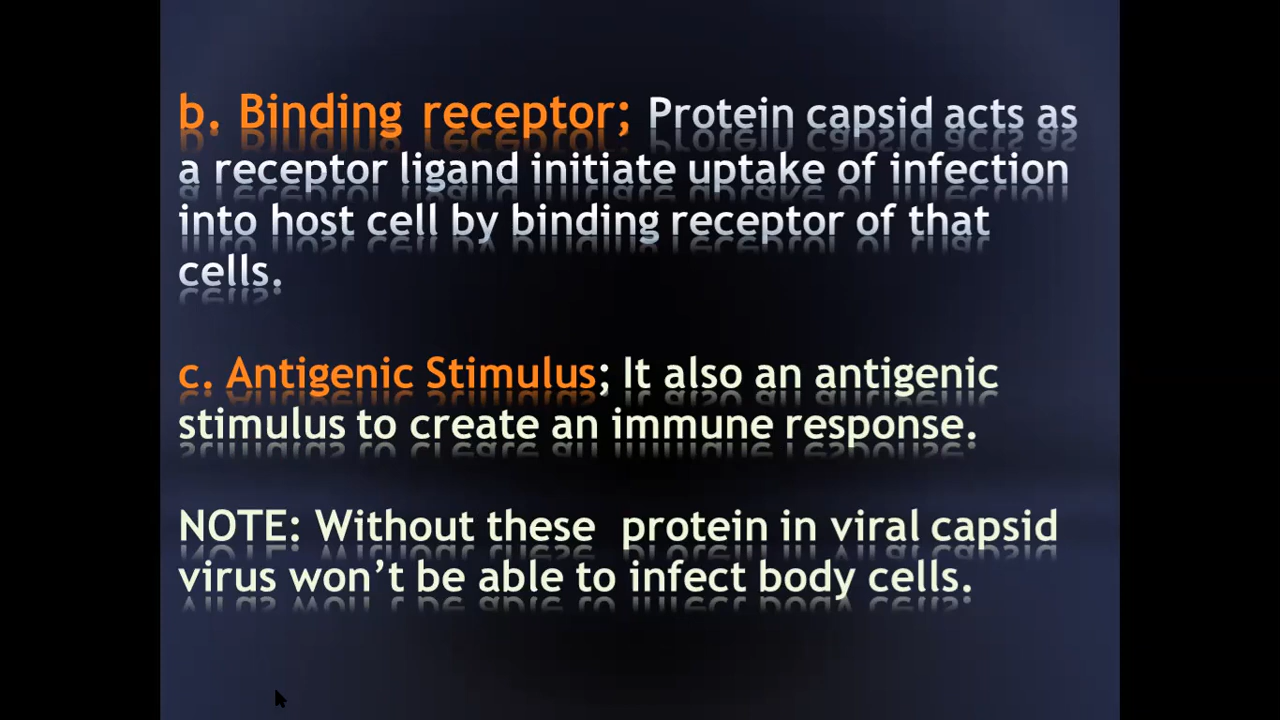 b. Binding receptor; Protein capsid acts as
a receptor ligand initiate uptake of infection
into host cell by binding receptor of that
cells.
c. Antigenic Stimulus; It also an antigenic
stimulus to create an immune response.
NOTE: Without these  protein in viral capsid
virus won’t be able to infect body cells.